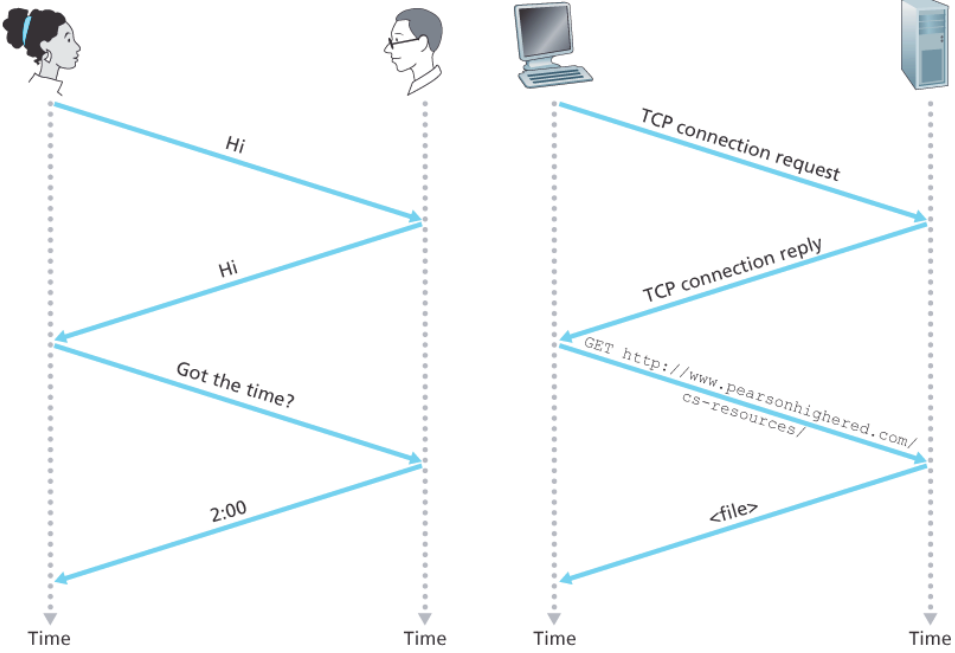 Hi
Hi
Got the time?
2:00
Time
Time
TCP connection request
TCP connection reply
GET http://www.pearsonhighered.com/
cs-resources/
<file>
Time
Time